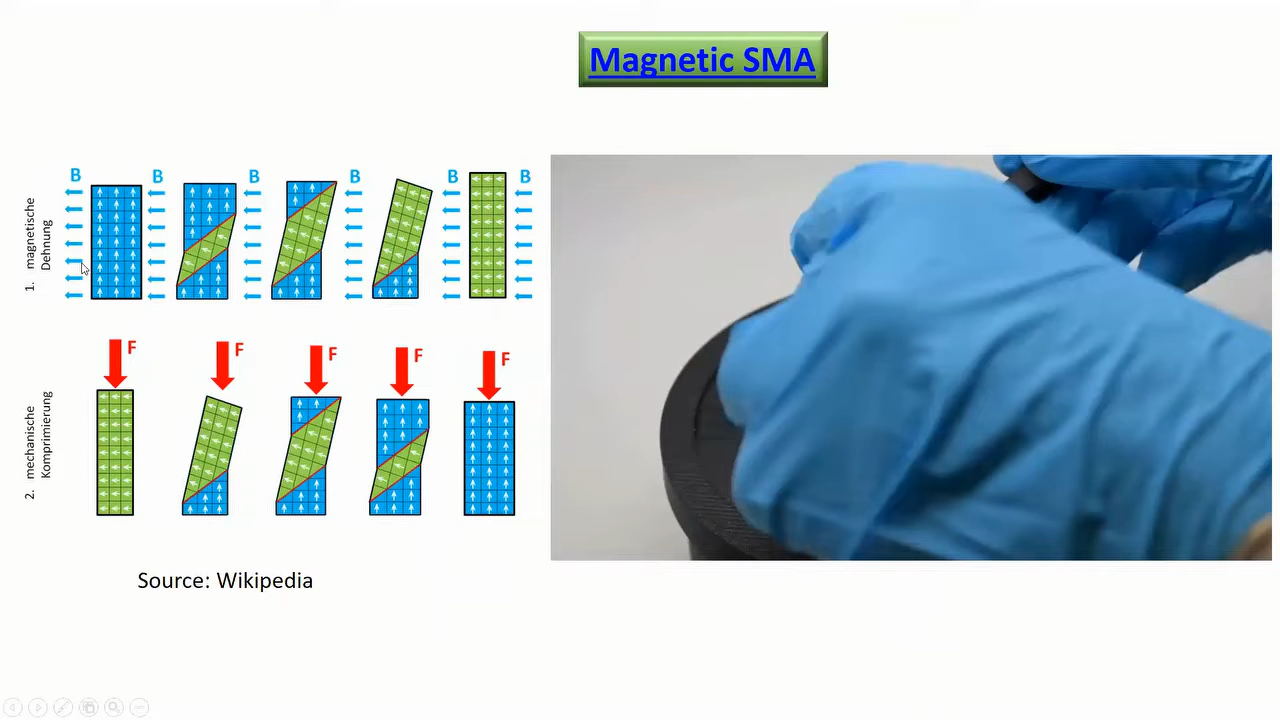 Magnetic SMA
B B B B B B
1. magnetische
Dehnung
F F F F F
2. mechanische
Komprimierung
Source: Wikipedia